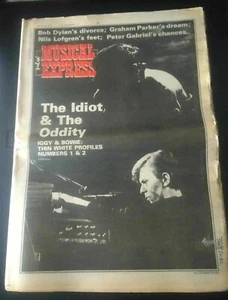 Bob Dylan's divorce; Graham Parker's dream;
Nils Lofgren's feet; Peter Gabriel's chances.
MUSICAL
EXPRESS
The Idiot,
& The
Oddity
IGGY & BOWIE:
THIN WHITE PROFILES
NUMBERS 1 & 2